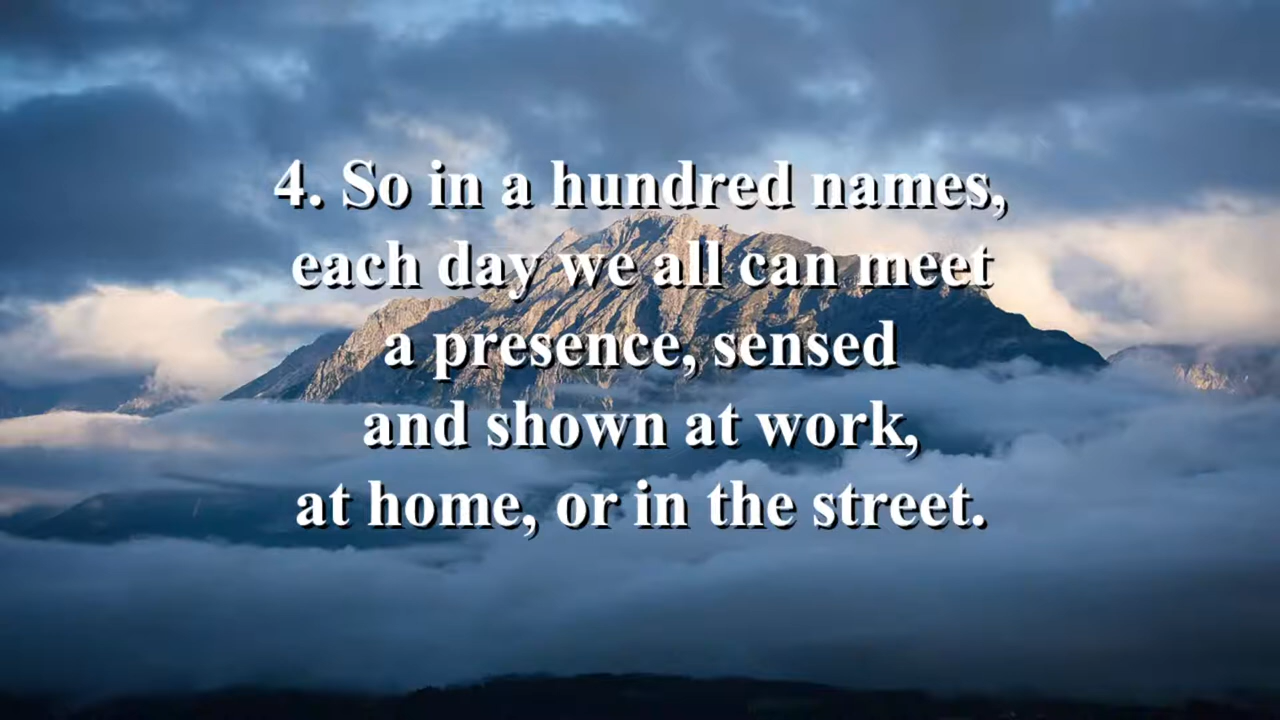 4. So in a hundred names,
each day we all can meet
a presence, sensed
and shown at work,
at home, or in the street.